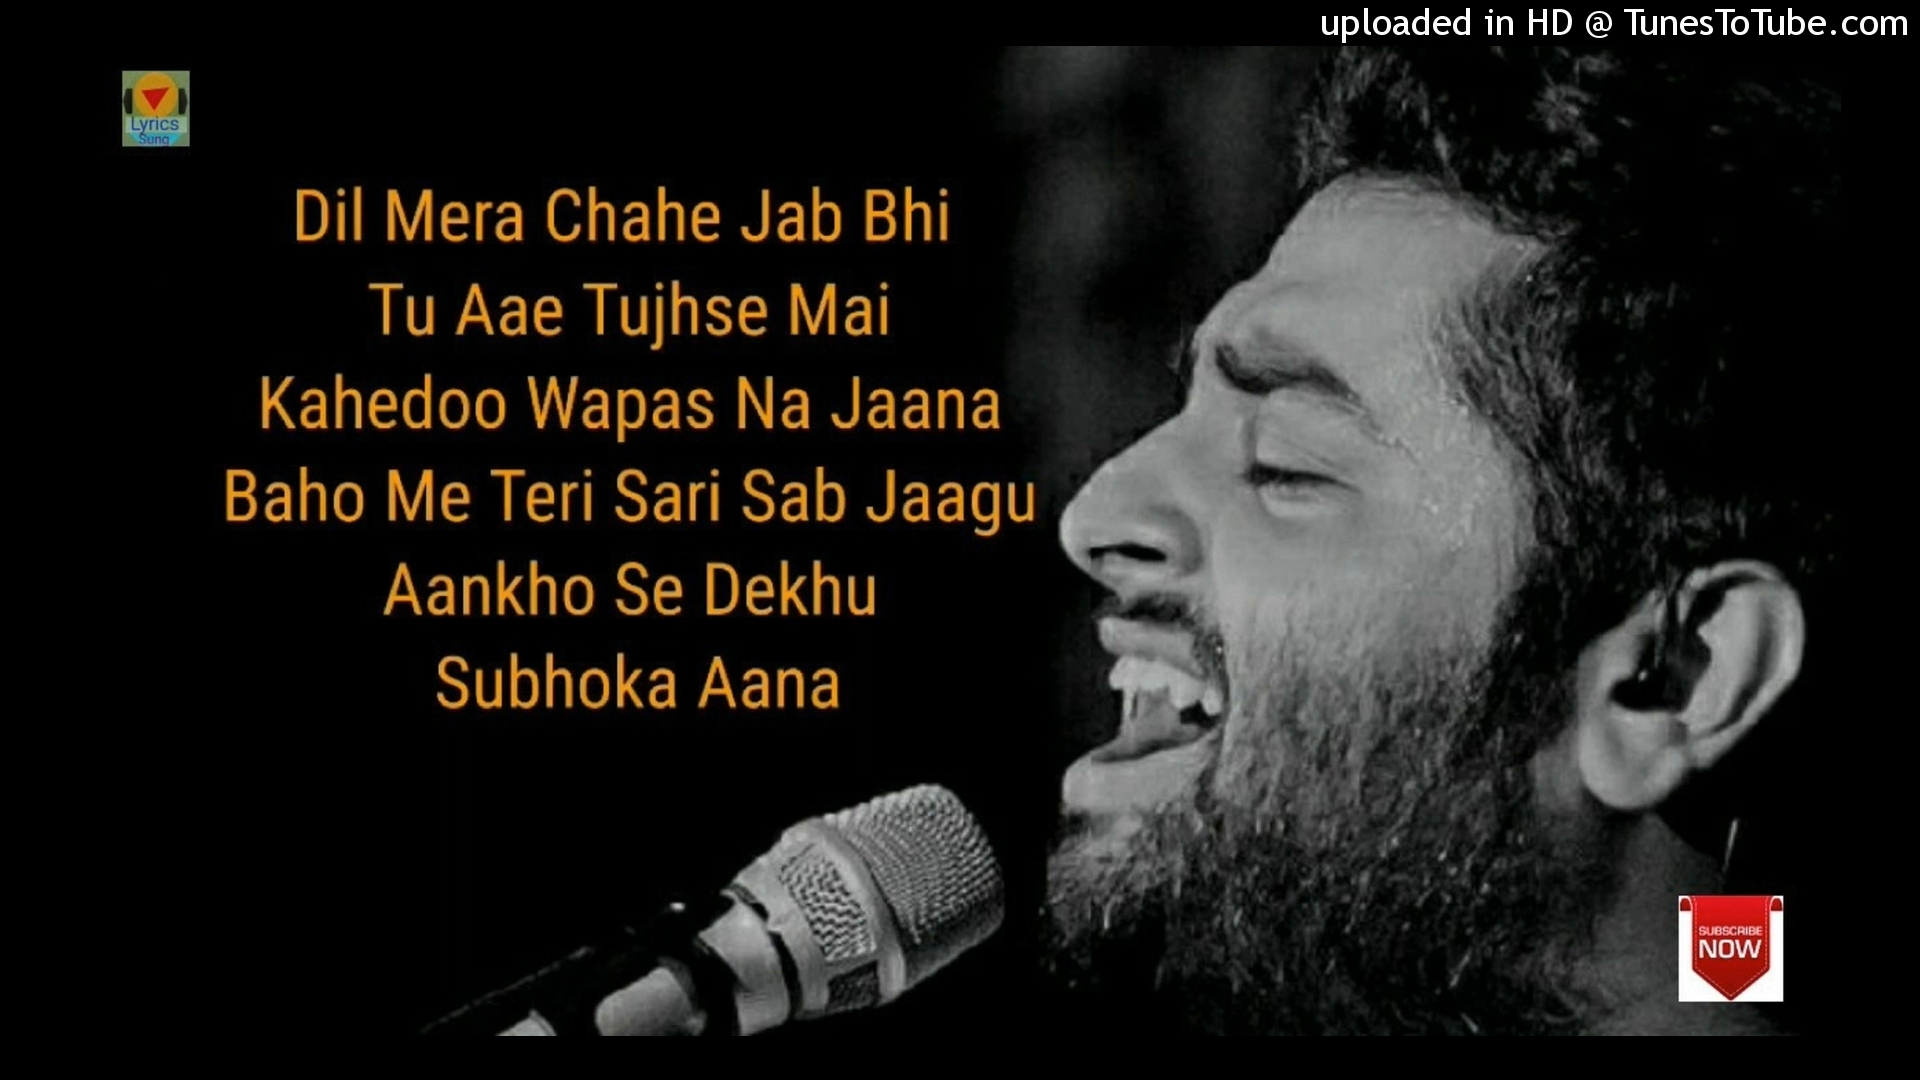 uploaded in HD @ TunesToTube.com
Lyrics
Sung
Dil Mera Chahe Jab Bhi
Tu Aae Tujhse Mai
Kahedoo Wapas Na Jaana
Baho Me Teri Sari Sab Jaagu
Aankho Se Dekhu
Subhoka Aana
SUBSCRIBE
NOW